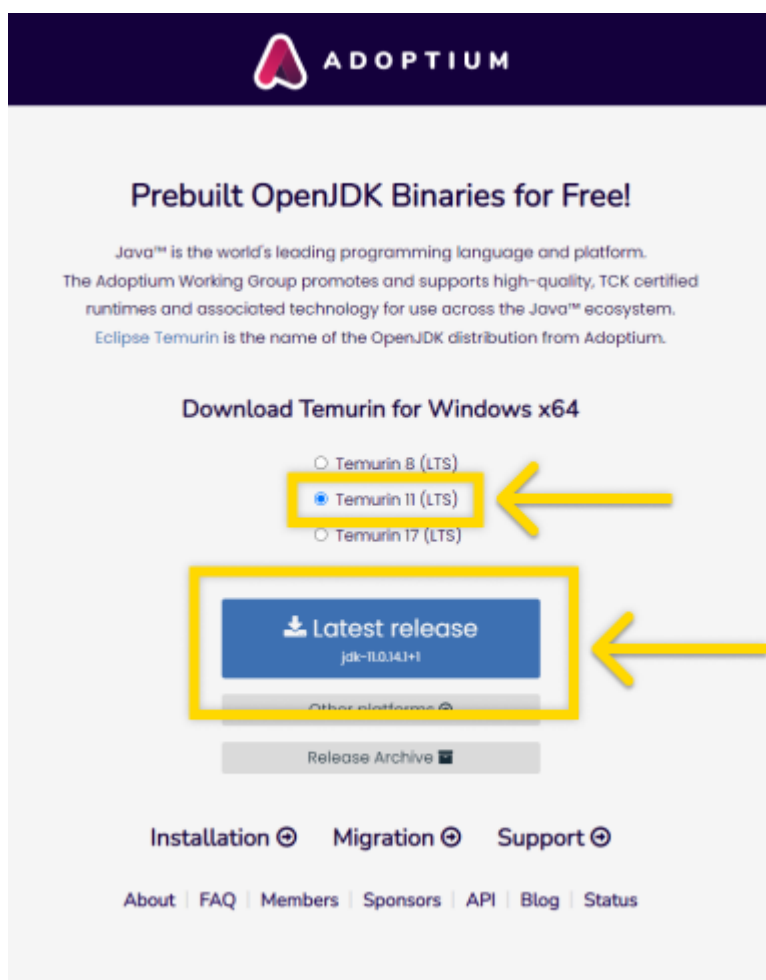 ADOPTIUM
Prebuilt OpenJDK Binaries for Free!
Java™ is the world's leading programming language and platform.
The Adoptium Working Group promotes and supports high-quality, TCK certified
runtimes and associated technology for use across the Java™ ecosystem.
Eclipse Temurin is the name of the OpenJDK distribution from Adoptium.
Download Temurin for Windows x64
Temurin 8 (LTS)
Temurin 11 (LTS)
Temurin 17 (LTS)
Latest release
jdk-11.0.14.1+1
Other platforms
Release Archive
Installation Migration Support
About | FAQ | Members | Sponsors | API | Blog | Status